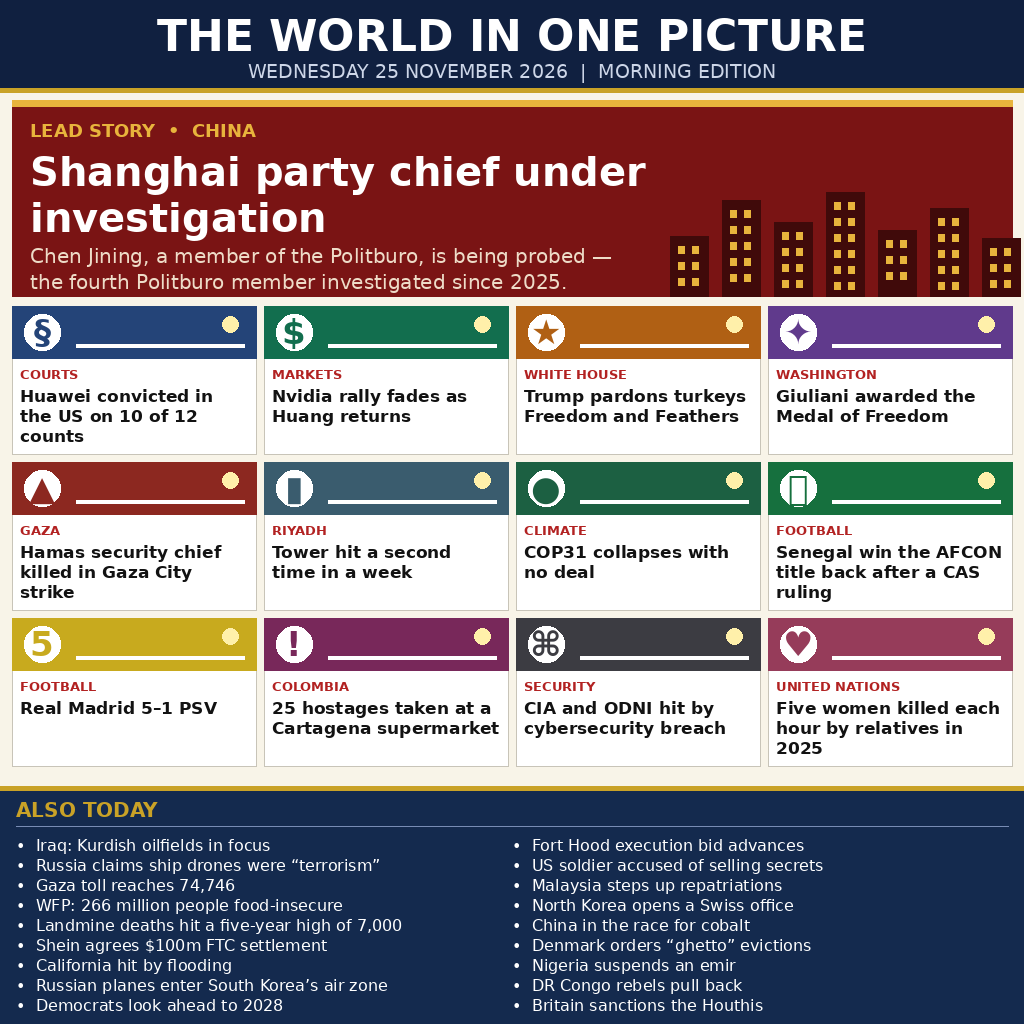 THE WORLD IN ONE PICTURE
WEDNESDAY 25 NOVEMBER 2026 | MORNING EDITION
LEAD STORY • CHINA
Shanghai party chief under
investigation
Chen Jining, a member of the Politburo, is being probed —
the fourth Politburo member investigated since 2025.
§
COURTS
Huawei convicted in
the US on 10 of 12
counts
$
MARKETS
Nvidia rally fades as
Huang returns
★
WHITE HOUSE
Trump pardons turkeys
Freedom and Feathers
✦
WASHINGTON
Giuliani awarded the
Medal of Freedom
▲
GAZA
Hamas security chief
killed in Gaza City
strike
RIYADH
Tower hit a second
time in a week
●
CLIMATE
COP31 collapses with
no deal
FOOTBALL
Senegal win the AFCON
title back after a CAS
ruling
5
FOOTBALL
Real Madrid 5–1 PSV
!
COLOMBIA
25 hostages taken at a
Cartagena supermarket
⌘
SECURITY
CIA and ODNI hit by
cybersecurity breach
♥
UNITED NATIONS
Five women killed each
hour by relatives in
2025
ALSO TODAY
• Iraq: Kurdish oilfields in focus
• Russia claims ship drones were “terrorism”
• Gaza toll reaches 74,746
• WFP: 266 million people food-insecure
• Landmine deaths hit a five-year high of 7,000
• Shein agrees $100m FTC settlement
• California hit by flooding
• Russian planes enter South Korea’s air zone
• Democrats look ahead to 2028
• Fort Hood execution bid advances
• US soldier accused of selling secrets
• Malaysia steps up repatriations
• North Korea opens a Swiss office
• China in the race for cobalt
• Denmark orders “ghetto” evictions
• Nigeria suspends an emir
• DR Congo rebels pull back
• Britain sanctions the Houthis